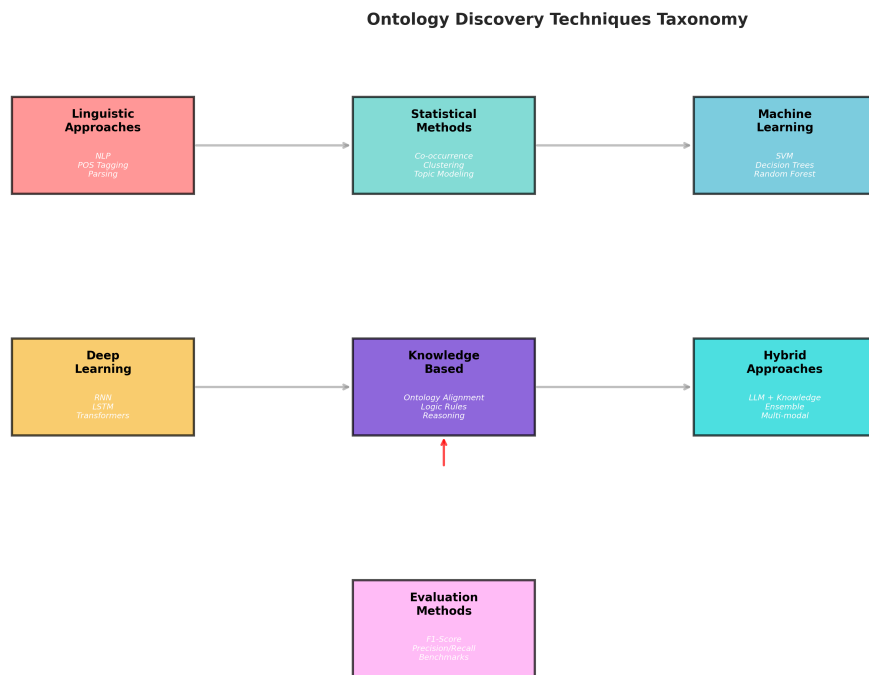 Ontology Discovery Techniques Taxonomy
Linguistic
Approaches
NLP
POS Tagging
Parsing
Statistical
Methods
Co-occurrence
Clustering
Topic Modeling
Machine
Learning
SVM
Decision Trees
Random Forest
Deep
Learning
RNN
LSTM
Transformers
Knowledge
Based
Ontology Alignment
Logic Rules
Reasoning
Hybrid
Approaches
LLM + Knowledge
Ensemble
Multi-modal
Evaluation
Methods
F1-Score
Precision/Recall
Benchmarks